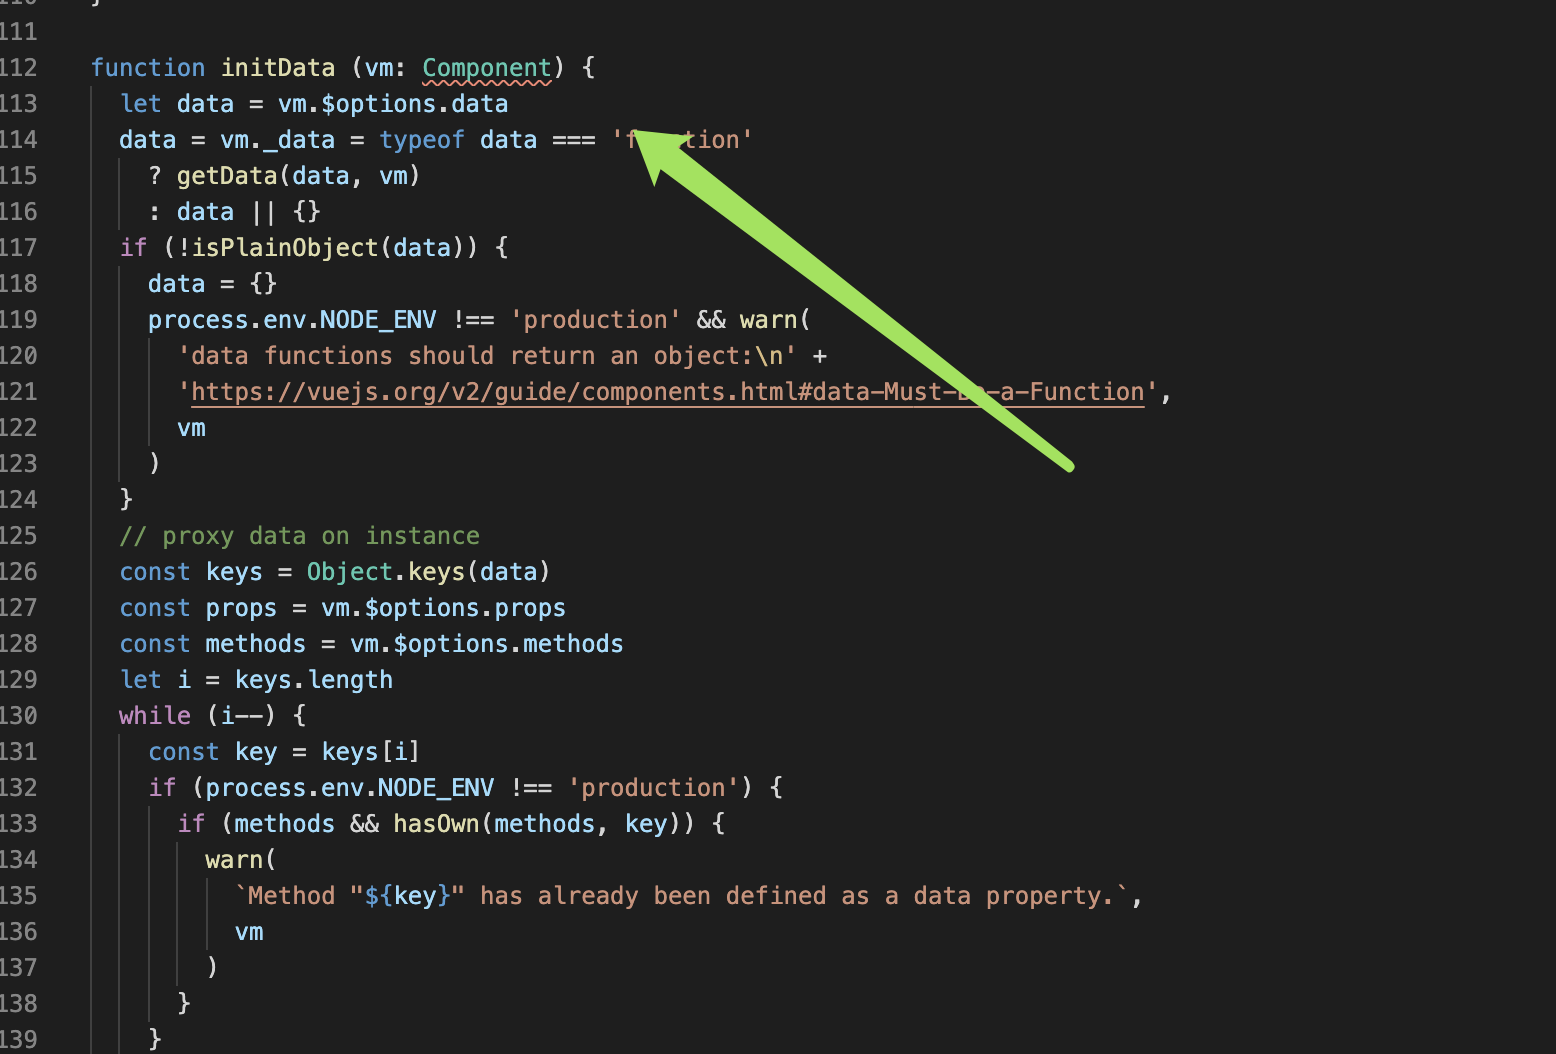 111
112 function initData (vm: Component) {
113 let data = vm.$options.data
114 data = vm._data = typeof data === 'function'
115 ? getData(data, vm)
116 : data || {}
117 if (!isPlainObject(data)) {
118 data = {}
119 process.env.NODE_ENV !== 'production' && warn(
120 'data functions should return an object:\n' +
121 'https://vuejs.org/v2/guide/components.html#data-Must-Be-a-Function',
122 vm
123 )
124 }
125 // proxy data on instance
126 const keys = Object.keys(data)
127 const props = vm.$options.props
128 const methods = vm.$options.methods
129 let i = keys.length
130 while (i--) {
131 const key = keys[i]
132 if (process.env.NODE_ENV !== 'production') {
133 if (methods && hasOwn(methods, key)) {
134 warn(
135 `Method "${key}" has already been defined as a data property.`,
136 vm
137 )
138 }
139 }